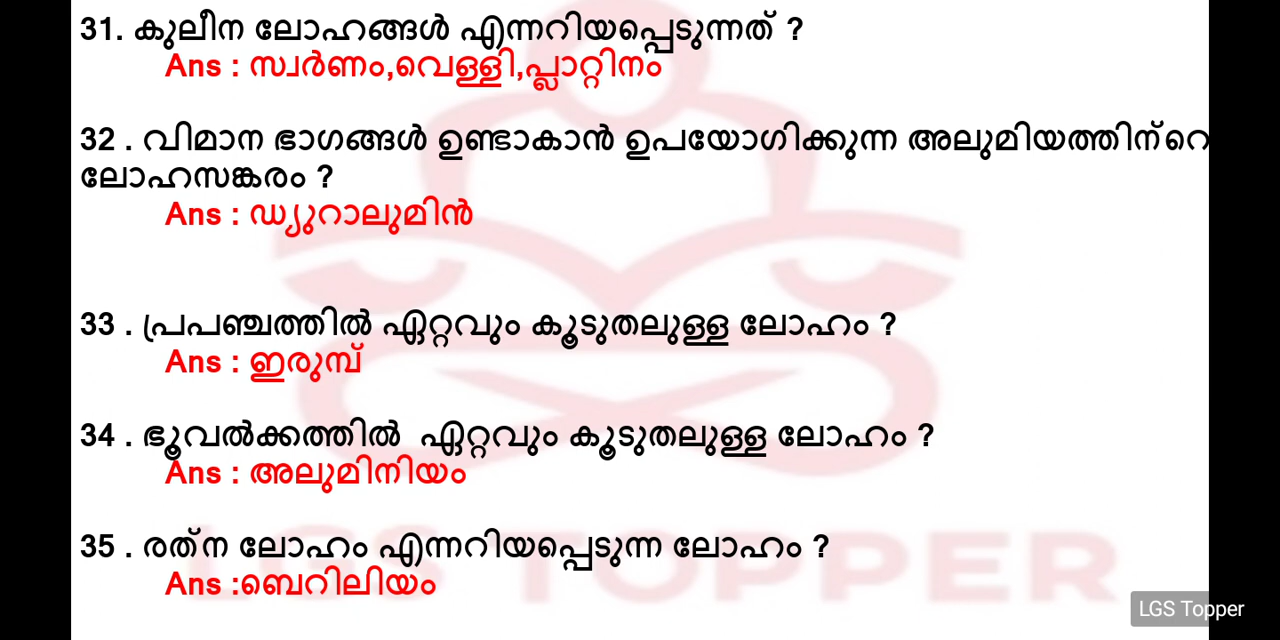 31. കുലീന ലോഹങ്ങൾ എന്നറിയപ്പെടുന്നത് ?
Ans : സ്വർണം,വെള്ളി,പ്ലാറ്റിനം
32 . വിമാന ഭാഗങ്ങൾ ഉണ്ടാകാൻ ഉപയോഗിക്കുന്ന അലുമിയത്തിന്റെ
ലോഹസങ്കരം ?
Ans : ഡ്യുറാലുമിൻ
33 . പ്രപഞ്ചത്തിൽ ഏറ്റവും കൂടുതലുള്ള ലോഹം ?
Ans : ഇരുമ്പ്
34 . ഭൂവൽക്കത്തിൽ ഏറ്റവും കൂടുതലുള്ള ലോഹം ?
Ans : അലുമിനിയം
35 . രത്ന ലോഹം എന്നറിയപ്പെടുന്ന ലോഹം ?
Ans :ബെറിലിയം
LGS TOPPER
LGS Topper